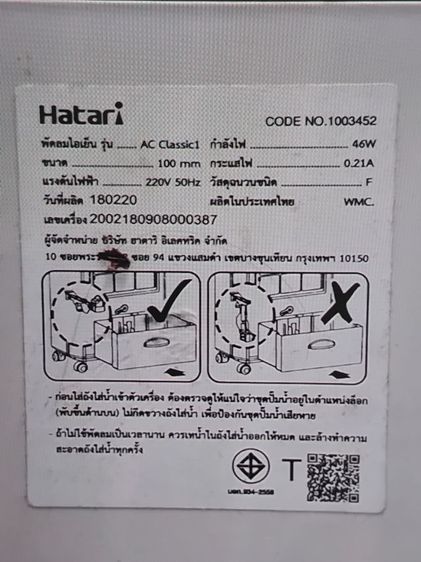 Hatari
CODE NO.1003452
พัดลมไอเย็น รุ่น ...... AC Classic1 กำลังไฟ ...... 46W
ขนาด ...... 100 mm กระแสไฟ ...... 0.21A
แรงดันไฟฟ้า ...... 220V 50Hz วัสดุฉนวนชนิด ...... F
วันที่ผลิต 180220 ผลิตในประเทศไทย WMC.
เลขเครื่อง 2002180908000387
ผู้จัดจำหน่าย บริษัท ฮาตาริ อิเลคทริค จำกัด
10 ซอยพระ ซอย 94 แขวงแสมดำ เขตบางขุนเทียน กรุงเทพฯ 10150
- ก่อนใส่ถังใส่น้ำเข้าตัวเครื่อง ต้องตรวจดูให้แน่ใจว่าชุดปั๊มน้ำอยู่ในตำแหน่งล็อก
(พับขึ้นด้านบน) ไม่กีดขวางถังใส่น้ำ เพื่อป้องกันชุดปั๊มน้ำเสียหาย
- ถ้าไม่ใช้พัดลมเป็นเวลานาน ควรเทน้ำในถังใส่น้ำออกให้หมด และล้างทำความ
สะอาดถังใส่น้ำทุกครั้ง
T
มอก.934-2558